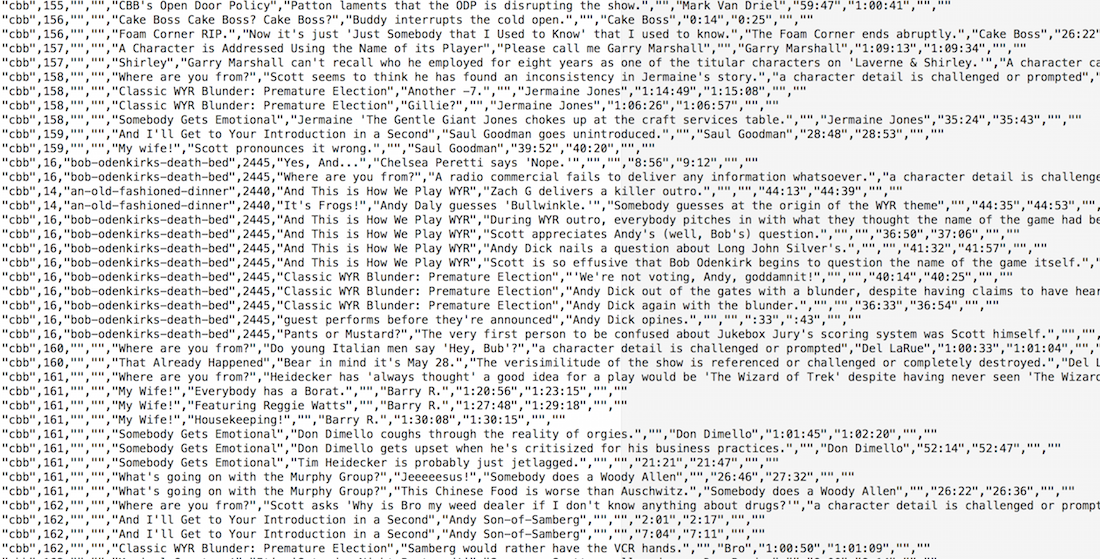 "cbb",155,"","","CBB's Open Door Policy","Patton laments that the ODP is disrupting the show.","","Mark Van Driel","59:47","1:00:41","",""
"cbb",156,"","","Cake Boss Cake Boss? Cake Boss?","Buddy interrupts the cold open.","Cake Boss","0:14","0:25","",""
"cbb",156,"","","Foam Corner RIP.","Now it's just 'Just Somebody that I Used to Know' that I used to know.","The Foam Corner ends abruptly.","Cake Boss","26:22"
"cbb",157,"","","A Character is Addressed Using the Name of its Player","Please call me Garry Marshall","","Garry Marshall","1:09:13","1:09:34","",""
"cbb",157,"","","Shirley","Garry Marshall can't recall who he employed for eight years as one of the titular characters on 'Laverne & Shirley.'","A character ca
"cbb",158,"","","Where are you from?","Scott seems to think he has found an inconsistency in Jermaine's story.","a character detail is challenged or prompted","
"cbb",158,"","","Classic WYR Blunder: Premature Election","Another -7.","","Jermaine Jones","1:14:49","1:15:08","",""
"cbb",158,"","","Classic WYR Blunder: Premature Election","Gillie?","","Jermaine Jones","1:06:26","1:06:57","",""
"cbb",158,"","","Somebody Gets Emotional","Jermaine 'The Gentle Giant Jones chokes up at the craft services table.","","Jermaine Jones","35:24","35:43","",""
"cbb",159,"","","And I'll Get to Your Introduction in a Second","Saul Goodman goes unintroduced.","","Saul Goodman","28:48","28:53","",""
"cbb",159,"","","My wife!","Scott pronounces it wrong.","","Saul Goodman","39:52","40:20","",""
"cbb",16,"bob-odenkirks-death-bed",2445,"Yes, And...","Chelsea Peretti says 'Nope.'","","","8:56","9:12","",""
"cbb",16,"bob-odenkirks-death-bed",2445,"Where are you from?","A radio commercial fails to deliver any information whatsoever.","a character detail is challenge
"cbb",14,"an-old-fashioned-dinner",2440,"And This is How We Play WYR","Zach G delivers a killer outro.","","","44:13","44:39","",""
"cbb",14,"an-old-fashioned-dinner",2440,"It's Frogs!","Andy Daly guesses 'Bullwinkle.'","Somebody guesses at the origin of the WYR theme","","44:35","44:53","",
"cbb",16,"bob-odenkirks-death-bed",2445,"And This is How We Play WYR","During WYR outro, everybody pitches in with what they thought the name of the game had be
"cbb",16,"bob-odenkirks-death-bed",2445,"And This is How We Play WYR","Scott appreciates Andy's (well, Bob's) question.","","","36:50","37:06","",""
"cbb",16,"bob-odenkirks-death-bed",2445,"And This is How We Play WYR","Andy Dick nails a question about Long John Silver's.","","","41:32","41:57","",""
"cbb",16,"bob-odenkirks-death-bed",2445,"And This is How We Play WYR","Scott is so effusive that Bob Odenkirk begins to question the name of the game itself.","
"cbb",16,"bob-odenkirks-death-bed",2445,"Classic WYR Blunder: Premature Election","'We're not voting, Andy, goddamnit!","","","40:14","40:25","",""
"cbb",16,"bob-odenkirks-death-bed",2445,"Classic WYR Blunder: Premature Election","Andy Dick out of the gates with a blunder, despite having claims to have hear
"cbb",16,"bob-odenkirks-death-bed",2445,"Classic WYR Blunder: Premature Election","Andy Dick again with the blunder.","","","36:33","36:54","",""
"cbb",16,"bob-odenkirks-death-bed",2445,"guest performs before they're announced","Andy Dick opines.","","",":33",":43","",""
"cbb",16,"bob-odenkirks-death-bed",2445,"Pants or Mustard?","The very first person to be confused about Jukebox Jury's scoring system was Scott himself.","","",
"cbb",160,"","","Where are you from?","Do young Italian men say 'Hey, Bub'?","a character detail is challenged or prompted","Del LaRue","1:00:33","1:01:04","",
"cbb",160,"","","That Already Happened","Bear in mind it's May 28.","The verisimilitude of the show is referenced or challenged or completely destroyed.","Del L
"cbb",161,"","","Where are you from?","Heidecker has 'always thought' a good idea for a play would be 'The Wizard of Trek' despite having never seen 'The Wizard
"cbb",161,"","","My Wife!","Everybody has a Borat.","","Barry R.","1:20:56","1:23:15","",""
"cbb",161,"","","My Wife!","Featuring Reggie Watts","","Barry R.","1:27:48","1:29:18","",""
"cbb",161,"","","My Wife!","Housekeeping!","","Barry R.","1:30:08","1:30:15","",""
"cbb",161,"","","Somebody Gets Emotional","Don Dimello coughs through the reality of orgies.","","Don Dimello","1:01:45","1:02:20","",""
"cbb",161,"","","Somebody Gets Emotional","Don Dimello gets upset when he's critisized for his business practices.","","Don Dimello","52:14","52:47","",""
"cbb",161,"","","Somebody Gets Emotional","Tim Heidecker is probably just jetlagged.","","","21:21","21:47","",""
"cbb",161,"","","What's going on with the Murphy Group?","Jeeeeesus!","Somebody does a Woody Allen","","26:46","27:32","",""
"cbb",161,"","","What's going on with the Murphy Group?","This Chinese Food is worse than Auschwitz.","Somebody does a Woody Allen","","26:22","26:36","",""
"cbb",162,"","","Where are you from?","Scott asks 'Why is Bro my weed dealer if I don't know anything about drugs?'","a character detail is challenged or prompt
"cbb",162,"","","And I'll Get to Your Introduction in a Second","Andy Son-of-Samberg","","","2:01","2:17","",""
"cbb",162,"","","And I'll Get to Your Introduction in a Second","Andy Son-of-Samberg","","","7:04","7:11","",""
"cbb",162,"","","Classic WYR Blunder: Premature Election","Samberg would rather have the VCR hands.","","Bro","1:00:50","1:01:09","",""